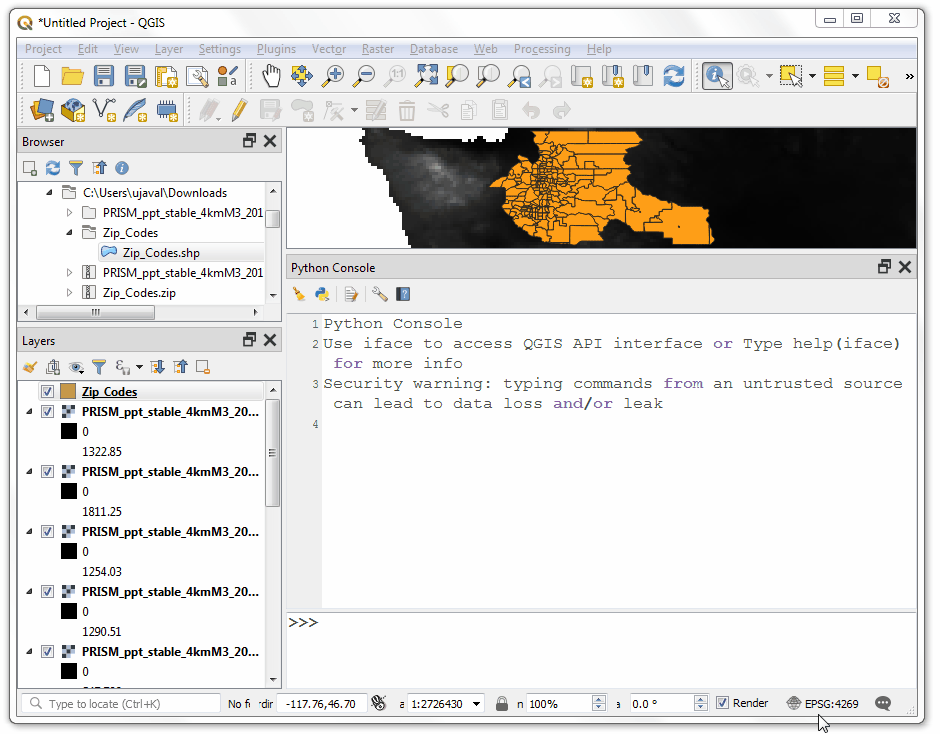 *Untitled Project - QGIS
Project Edit View Layer Settings Plugins Vector Raster Database Web Processing Help
1:1
»
Browser
C:\Users\ujaval\Downloads
PRISM_ppt_stable_4kmM3_201
Zip_Codes
Zip_Codes.shp
PRISM_ppt_stable_4kmM3_201
Zip_Codes.zip
Layers
Zip_Codes
PRISM_ppt_stable_4kmM3_20...
0
1322.85
PRISM_ppt_stable_4kmM3_20...
0
1811.25
PRISM_ppt_stable_4kmM3_20...
0
1254.03
PRISM_ppt_stable_4kmM3_20...
0
1290.51
PRISM_ppt_stable_4kmM3_20...
0
Python Console
1 Python Console
2 Use iface to access QGIS API interface or Type help(iface)
for more info
3 Security warning: typing commands from an untrusted source
can lead to data loss and/or leak
4
>>>
Type to locate (Ctrl+K) No fi rdir -117.76,46.70 a 1:2726430 n 100% a 0.0 ° Render EPSG:4269